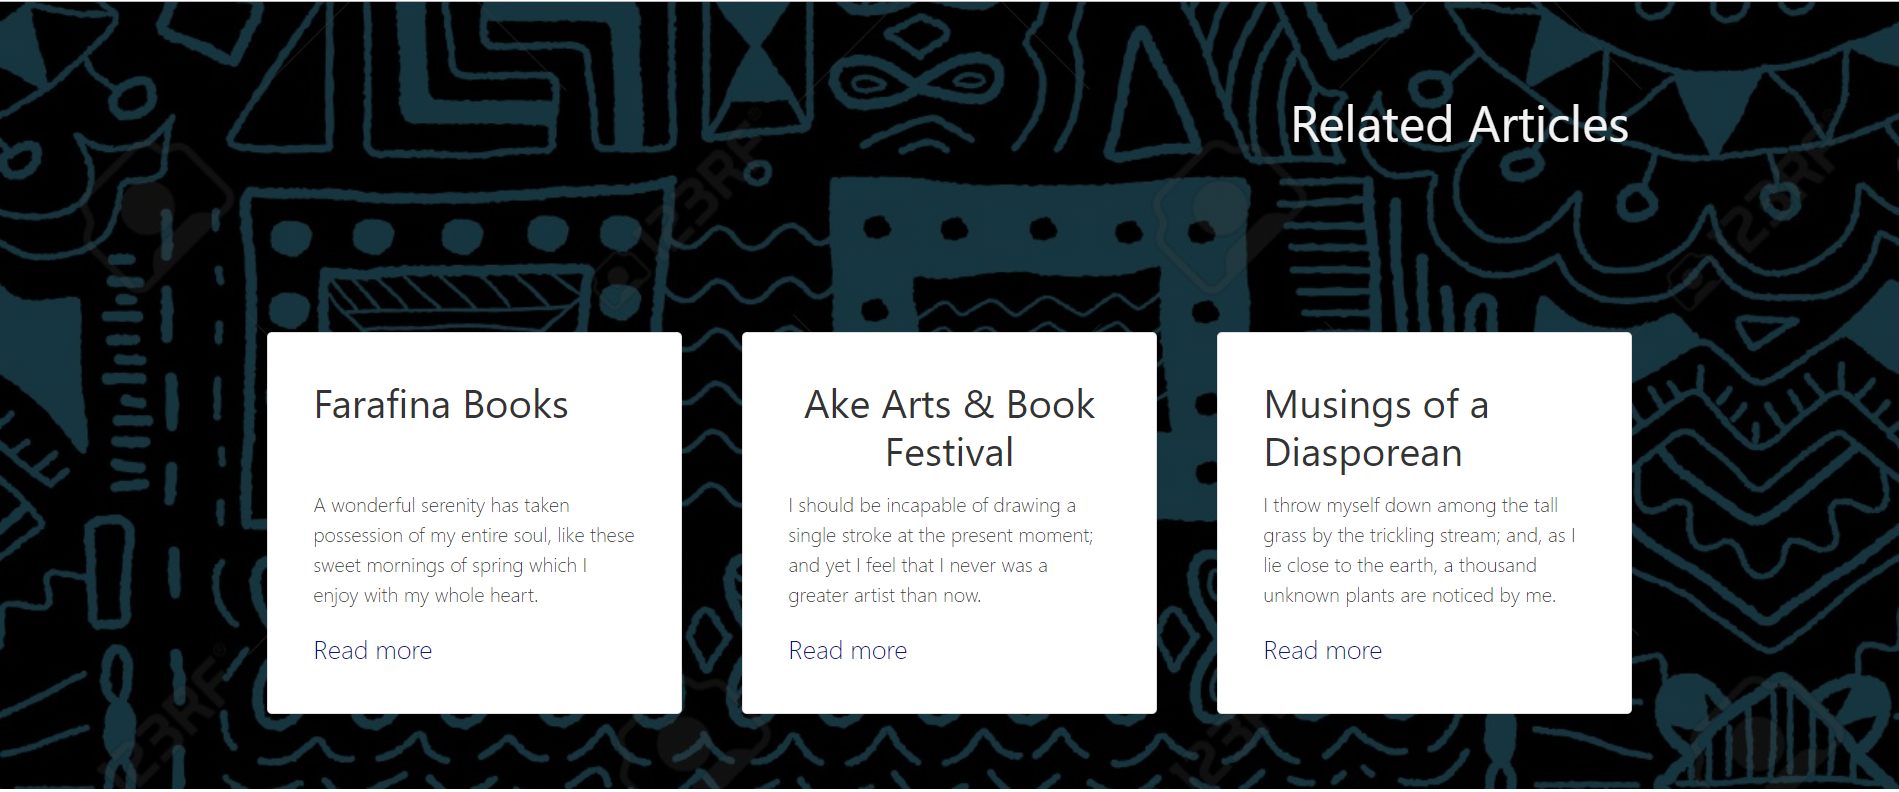 Related Articles
Farafina Books
A wonderful serenity has taken
possession of my entire soul, like these
sweet mornings of spring which I
enjoy with my whole heart.
Read more
Ake Arts & Book
Festival
I should be incapable of drawing a
single stroke at the present moment;
and yet I feel that I never was a
greater artist than now.
Read more
Musings of a
Diasporean
I throw myself down among the tall
grass by the trickling stream; and, as I
lie close to the earth, a thousand
unknown plants are noticed by me.
Read more
123RF®
123RF
123RF®
123RF